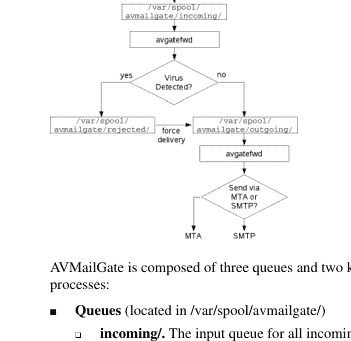 /var/spool/
avmailgate/incoming/
avgatefwd
yes
Virus
Detected?
no
/var/spool/
avmailgate/rejected/
force
delivery
/var/spool/
avmailgate/outgoing/
avgatefwd
Send via
MTA or
SMTP?
MTA
SMTP
AVMailGate is composed of three queues and two k
processes:
■ Queues (located in /var/spool/avmailgate/)
❑ incoming/. The input queue for all incomin